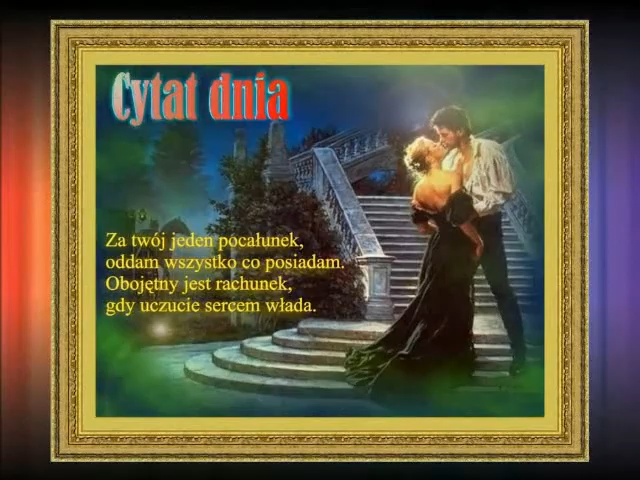 Cytat dnia
Za twój jeden pocałunek,
oddam wszystko co posiadam.
Obojętny jest rachunek,
gdy uczucie sercem włada.